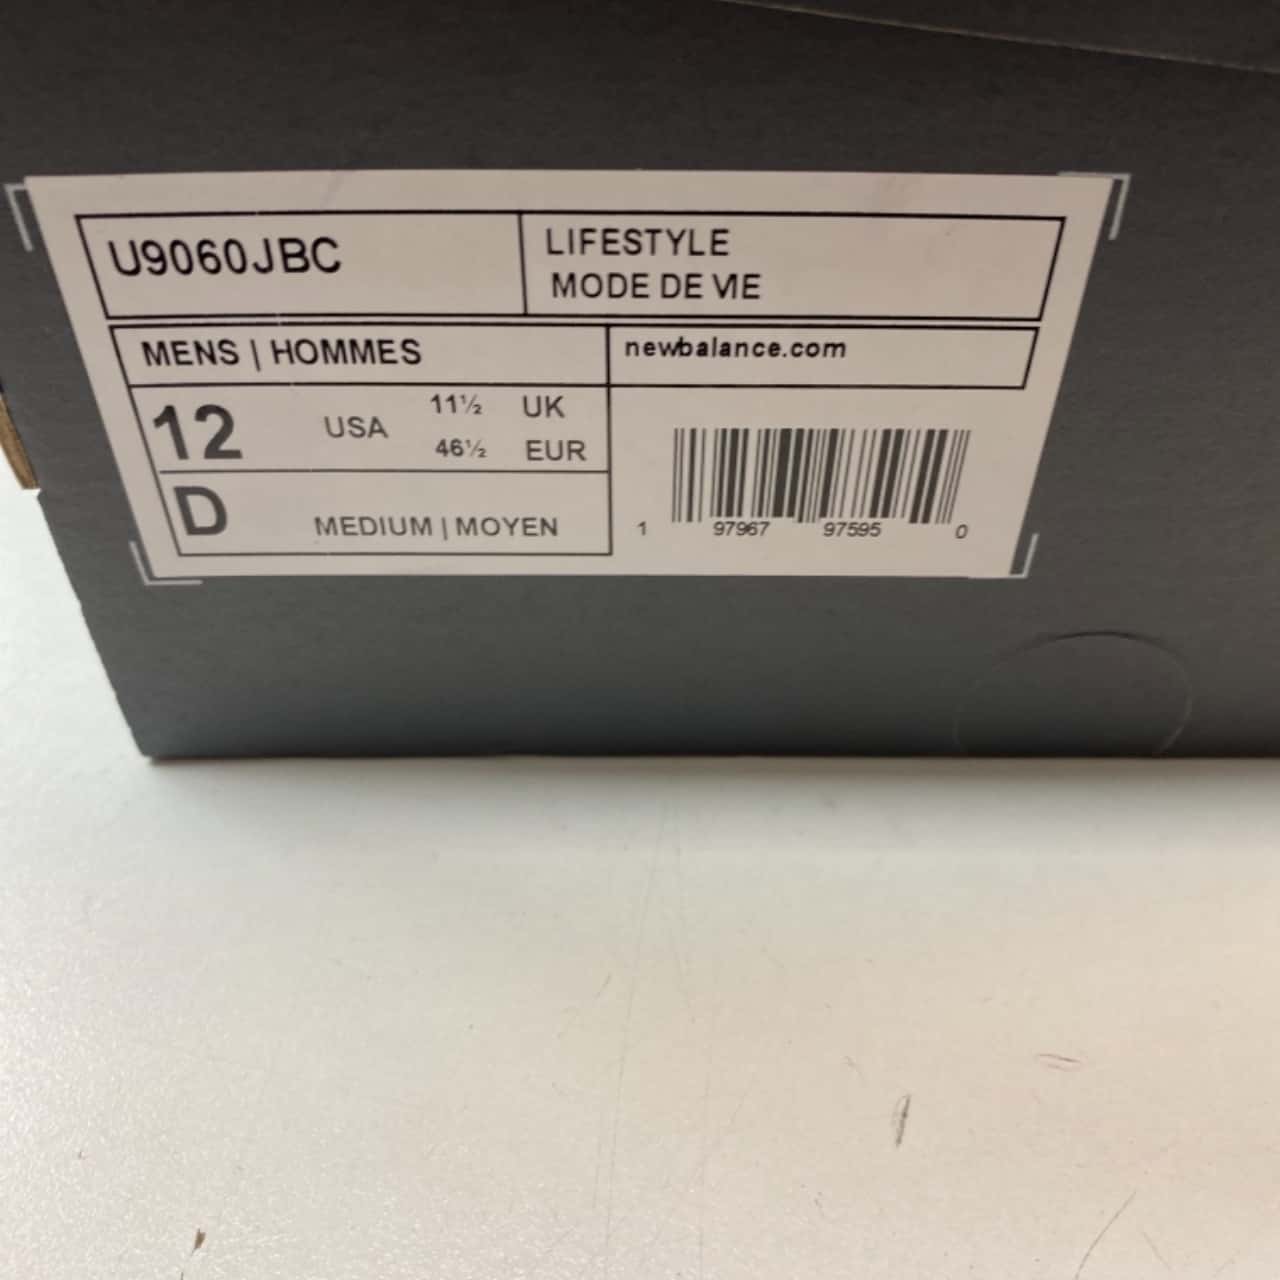 U9060JBC
LIFESTYLE
MODE DE VIE
MENS | HOMMES
newbalance.com
12 USA 11½ UK
46½ EUR
D MEDIUM | MOYEN
1 97967 97595 0